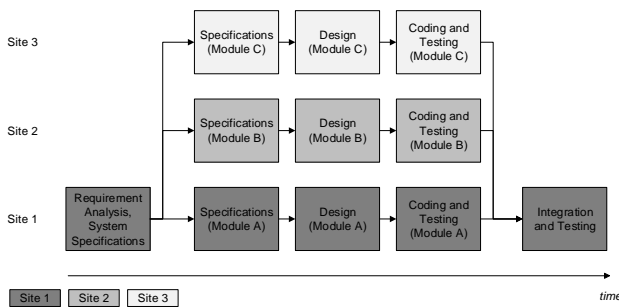 Site 3
Specifications
(Module C)
Design
(Module C)
Coding and
Testing
(Module C)
Site 2
Specifications
(Module B)
Design
(Module B)
Coding and
Testing
(Module B)
Site 1
Requirement
Analysis,
System
Specifications
Specifications
(Module A)
Design
(Module A)
Coding and
Testing
(Module A)
Integration
and Testing
Site 1
Site 2
Site 3
time